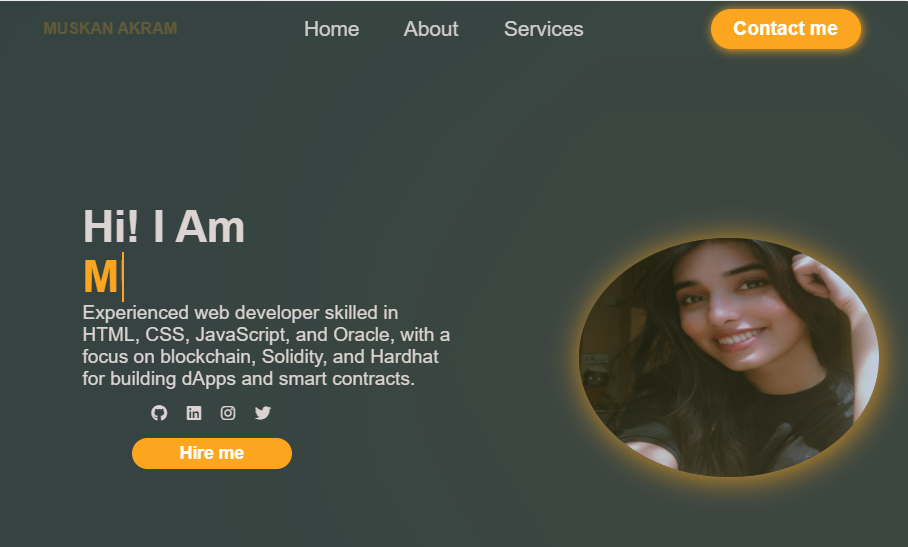 MUSKAN AKRAM
Home About Services
Contact me
Hi! I Am
M
Experienced web developer skilled in
HTML, CSS, JavaScript, and Oracle, with a
focus on blockchain, Solidity, and Hardhat
for building dApps and smart contracts.
Hire me